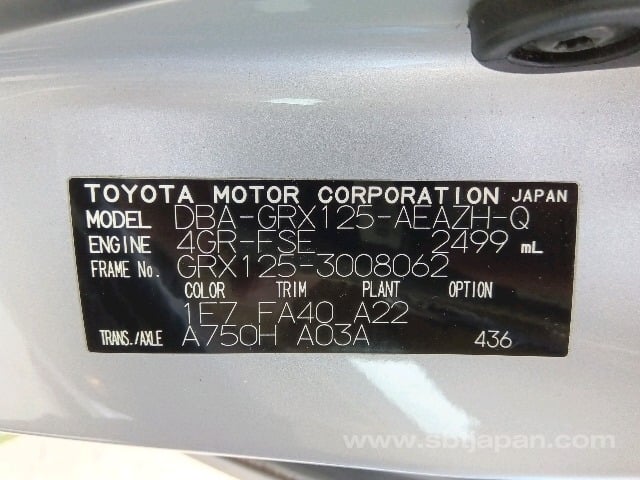 TOYOTA MOTOR CORPORATION JAPAN
MODEL DBA-GRX125-AEAZH-Q
ENGINE 4GR-FSE 2499 mL
FRAME No. GRX125-3008062
COLOR TRIM PLANT OPTION
1F7 FA40 A22
TRANS./AXLE A750H A03A 436
www.sbtjapan.com